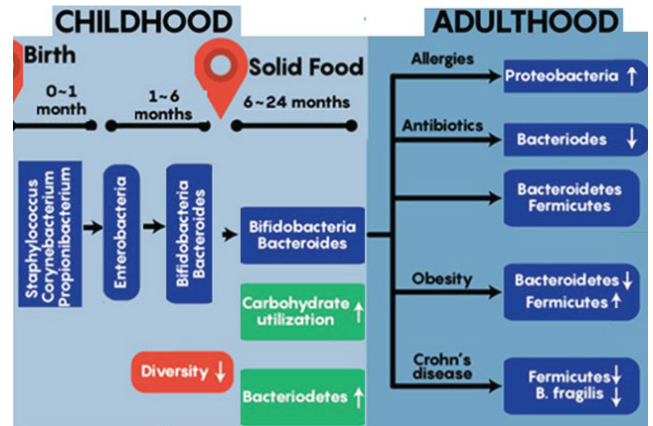 CHILDHOOD
ADULTHOOD
Birth
Solid Food
0~1
month
1~6
months
6~24 months
Staphylococcus
Corynebacterium
Propionibacterium
Enterobacteria
Bifidobacteria
Bacteroides
Bifidobacteria
Bacteroides
Carbohydrate
utilization ↑
Diversity ↓
Bacteriodetes ↑
Allergies
Proteobacteria ↑
Antibiotics
Bacteriodes ↓
Bacteroidetes
Fermicutes
Obesity
Bacteroidetes ↓
Fermicutes ↑
Crohn's
disease
Fermicutes ↓
B. fragilis ↓